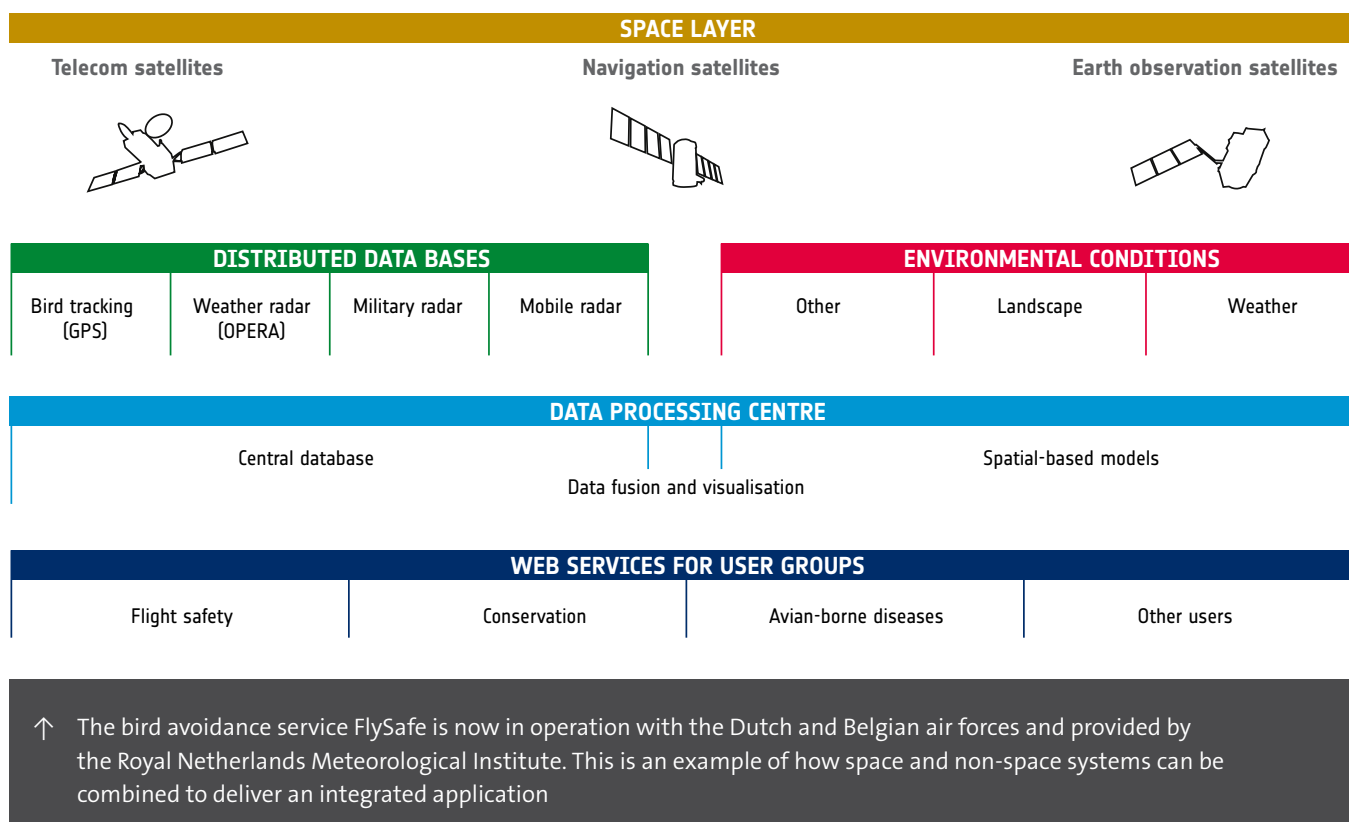 SPACE LAYER
Telecom satellites
Navigation satellites
Earth observation satellites
DISTRIBUTED DATA BASES
Bird tracking
(GPS)
Weather radar
(OPERA)
Military radar
Mobile radar
ENVIRONMENTAL CONDITIONS
Other
Landscape
Weather
DATA PROCESSING CENTRE
Central database
Data fusion and visualisation
Spatial-based models
WEB SERVICES FOR USER GROUPS
Flight safety
Conservation
Avian-borne diseases
Other users
↑ The bird avoidance service FlySafe is now in operation with the Dutch and Belgian air forces and provided by
the Royal Netherlands Meteorological Institute. This is an example of how space and non-space systems can be
combined to deliver an integrated application